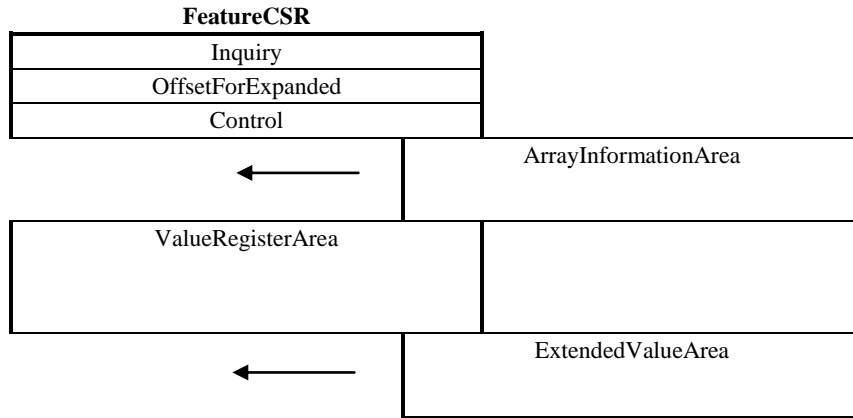 FeatureCSR
Inquiry
OffsetForExpanded
Control
ArrayInformationArea
ValueRegisterArea
ExtendedValueArea